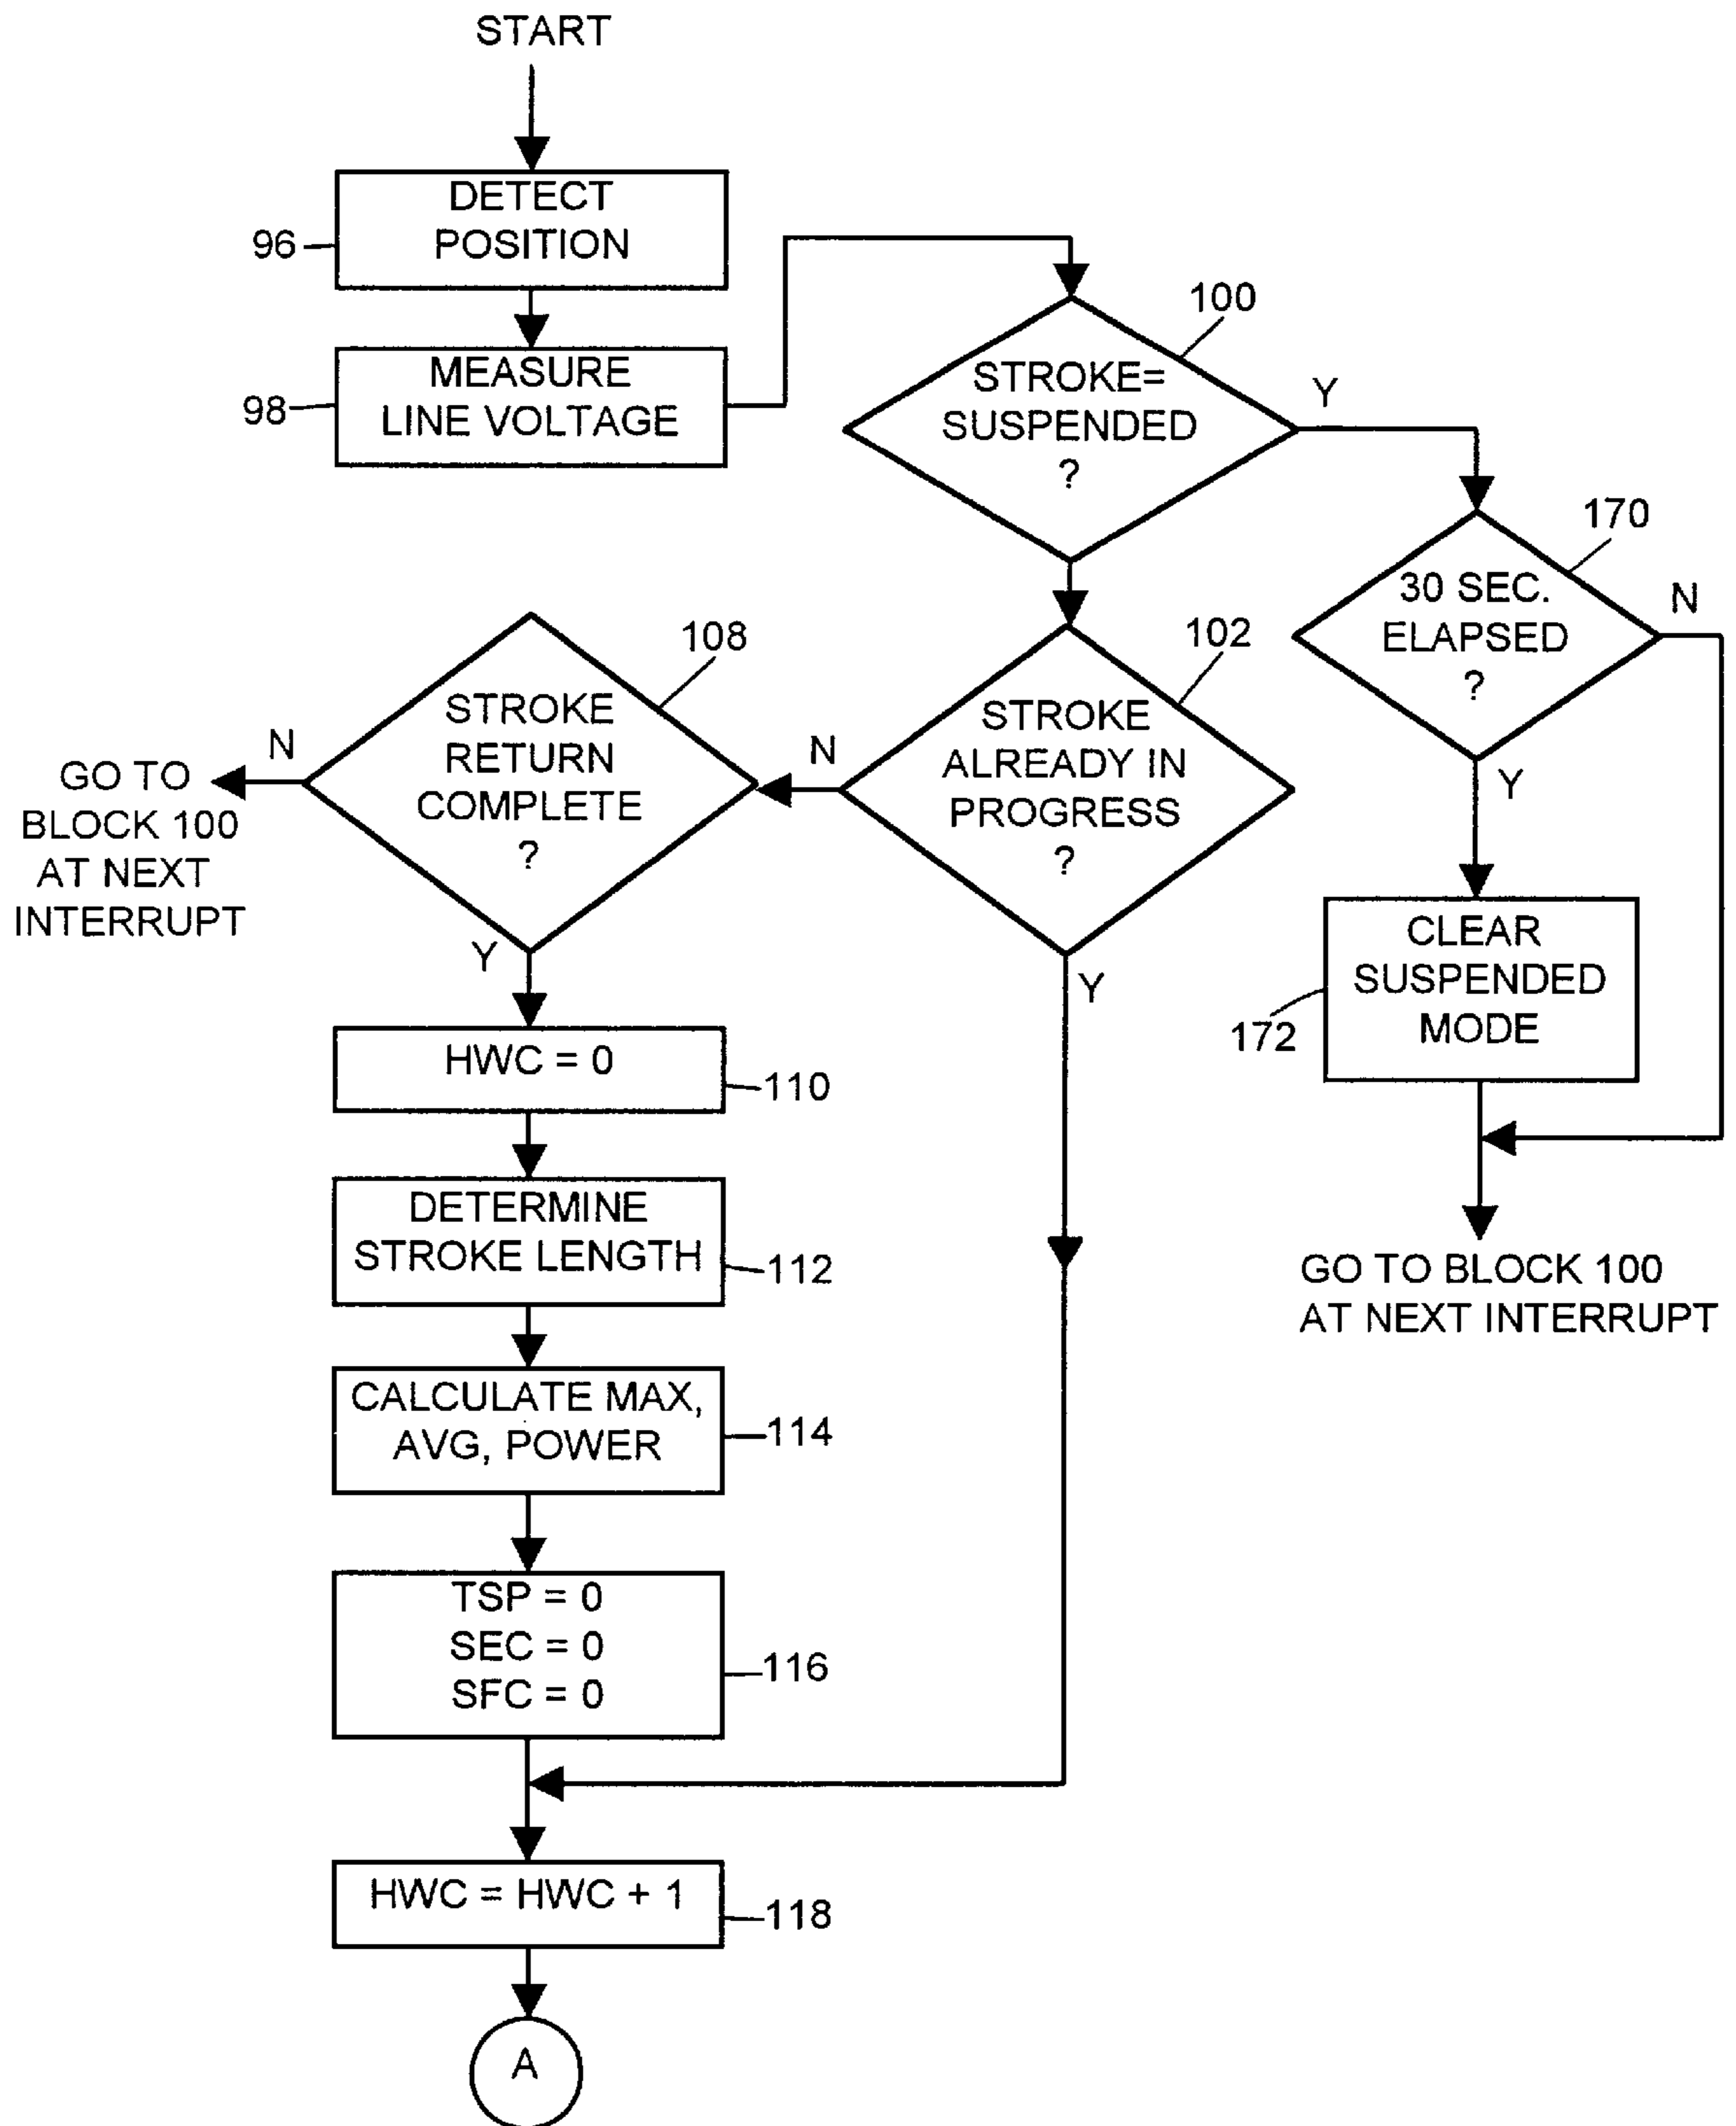 START
DETECT
POSITION
96
MEASURE
LINE VOLTAGE
98
100
STROKE=
SUSPENDED
?
Y
170
30 SEC.
ELAPSED
?
N
Y
102
STROKE
ALREADY IN
PROGRESS
?
N
Y
108
STROKE
RETURN
COMPLETE
?
N
GO TO
BLOCK 100
AT NEXT
INTERRUPT
Y
CLEAR
SUSPENDED
MODE
172
GO TO BLOCK 100
AT NEXT INTERRUPT
HWC = 0
110
DETERMINE
STROKE LENGTH
112
CALCULATE MAX,
AVG, POWER
114
TSP = 0
SEC = 0
SFC = 0
116
HWC = HWC + 1
118
A